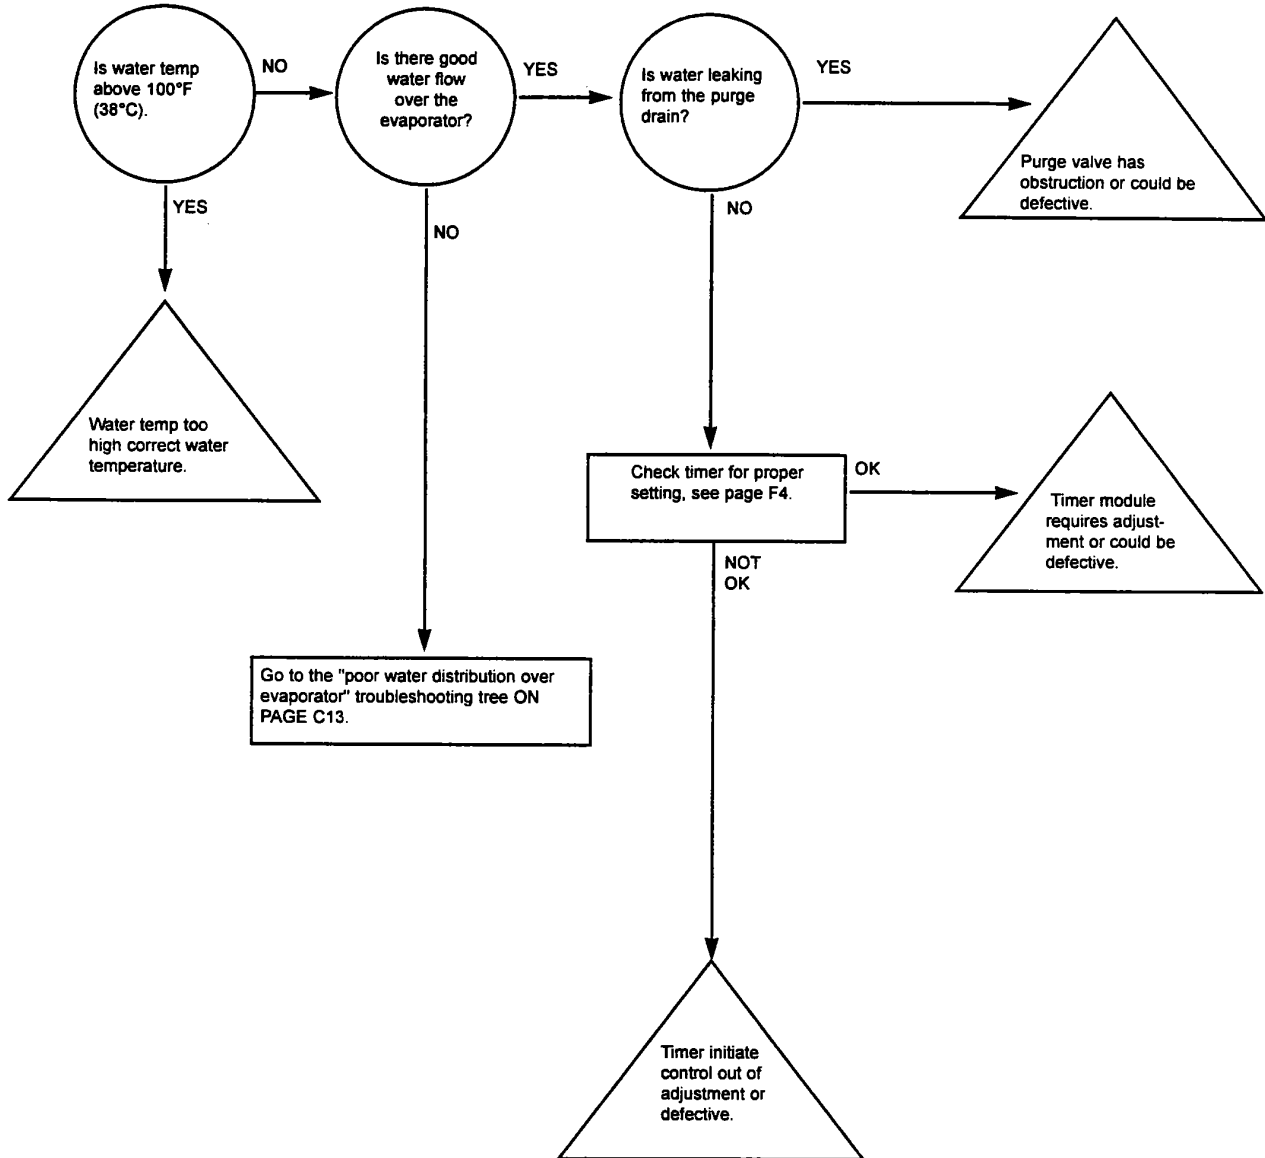 Is water temp
above 100°F
(38°C).
NO
Is there good
water flow
over the
evaporator?
YES
Is water leaking
from the purge
drain?
YES
Purge valve has
obstruction or could be
defective.
YES
NO
NO
Water temp too
high correct water
temperature.
Check timer for proper
setting, see page F4.
OK
Timer module
requires adjust-
ment or could be
defective.
NOT
OK
Go to the "poor water distribution over
evaporator" troubleshooting tree ON
PAGE C13.
Timer initiate
control out of
adjustment or
defective.